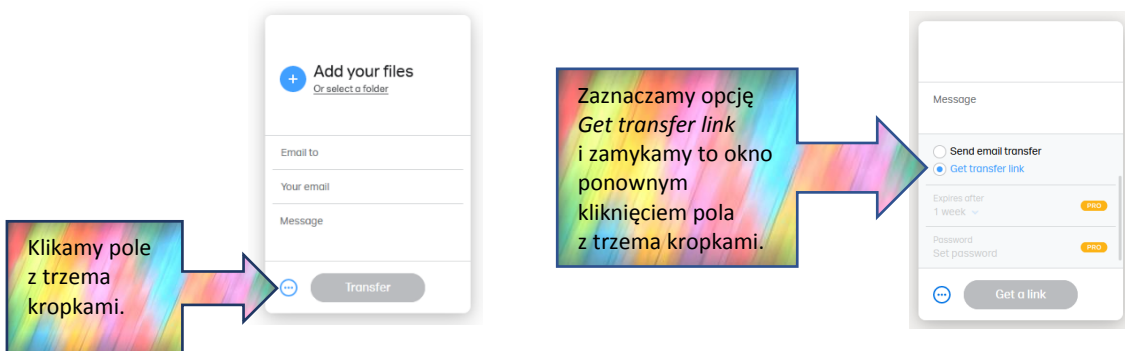 Add your files
Or select a folder
Email to
Your email
Message
Transfer
Klikamy pole
z trzema
kropkami.
Zaznaczamy opcję
Get transfer link
i zamykamy to okno
ponownym
kliknięciem pola
z trzema kropkami.
Message
Send email transfer
Get transfer link
Expires after
1 week
PRO
Password
Set password
PRO
Get a link